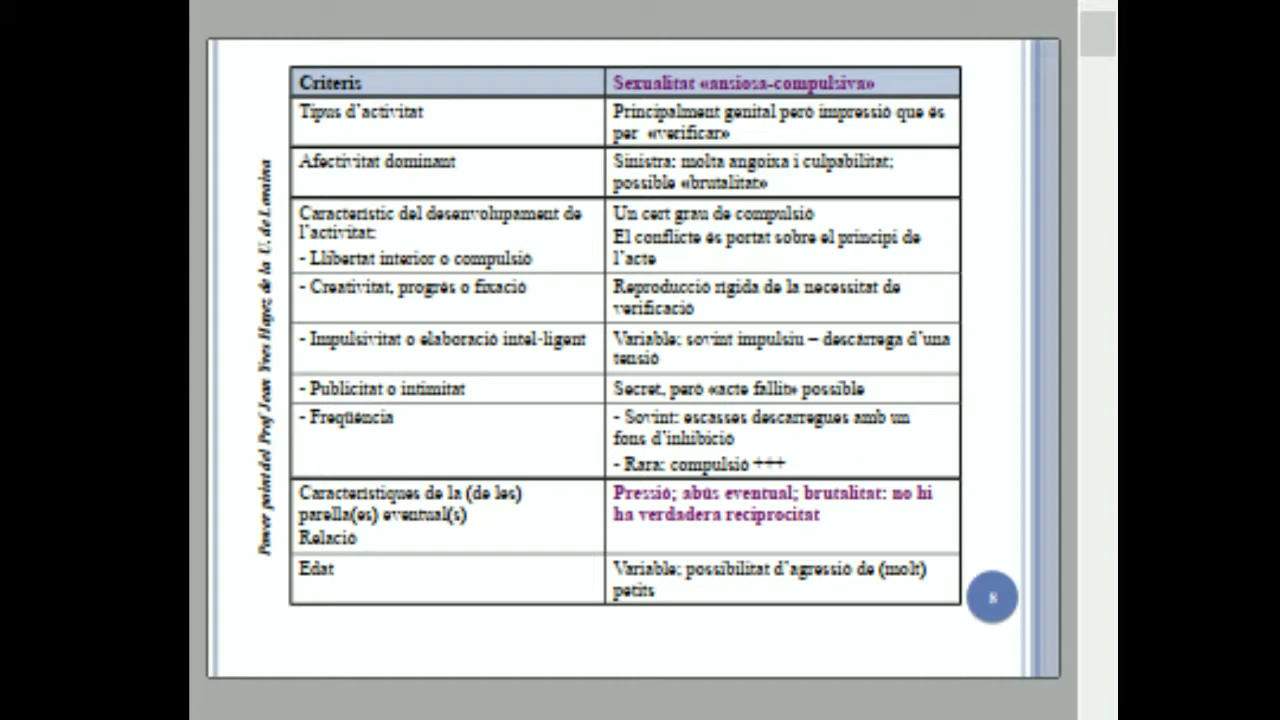 Criteris
Sexualitat «ansiosa-compulsiva»
Tipus d'activitat
Principalment genital però impressió que és
per «verificar»
Afectivitat dominant
Sinistra; molta angoixa i culpabilitat;
possible «brutalitat»
Característic del desenvolupament de
l'activitat:
- Llibertat interior o compulsió
Un cert grau de compulsió
El conflicte és portat sobre el principi de
l'acte
- Creativitat, progrés o fixació
Reproducció rígida de la necessitat de
verificació
- Impulsivitat o elaboració intel·ligent
Variable; sovint impulsiu – descàrrega d'una
tensió
- Publicitat o intimitat
Secret, però «acte fallit» possible
- Freqüència
- Sovint: escasses descarregues amb un
fons d'inhibició
- Rara: compulsió +++
Característiques de la (de les)
parella(es) eventual(s)
Relació
Pressió; abús eventual; brutalitat: no hi
ha verdadera reciprocitat
Edat
Variable; possibilitat d'agressió de (molt)
petits
Power point del Prof Jean Yves Hayez de la U. de Lovaina
8